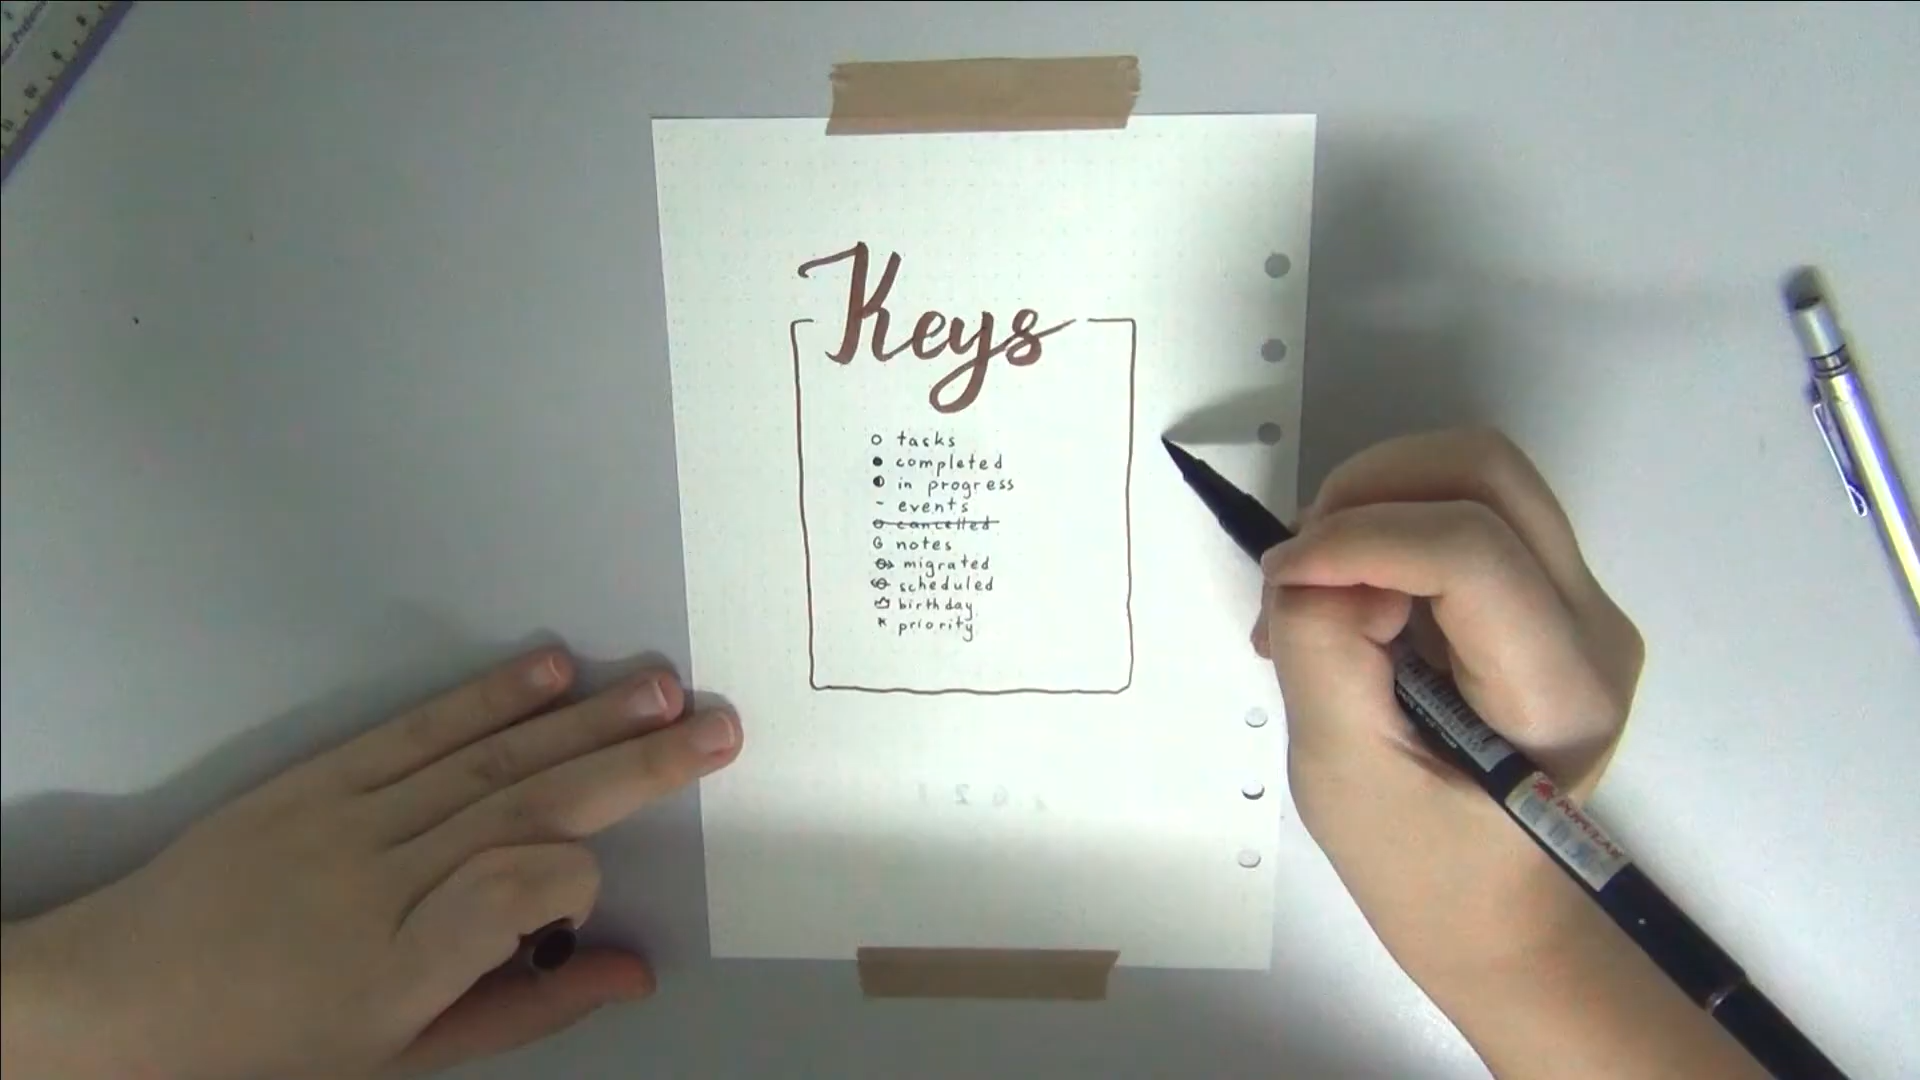 Keys
○ tasks
● completed
◐ in progress
- events
○ cancelled
G notes
migrated
scheduled
birthday
* priority